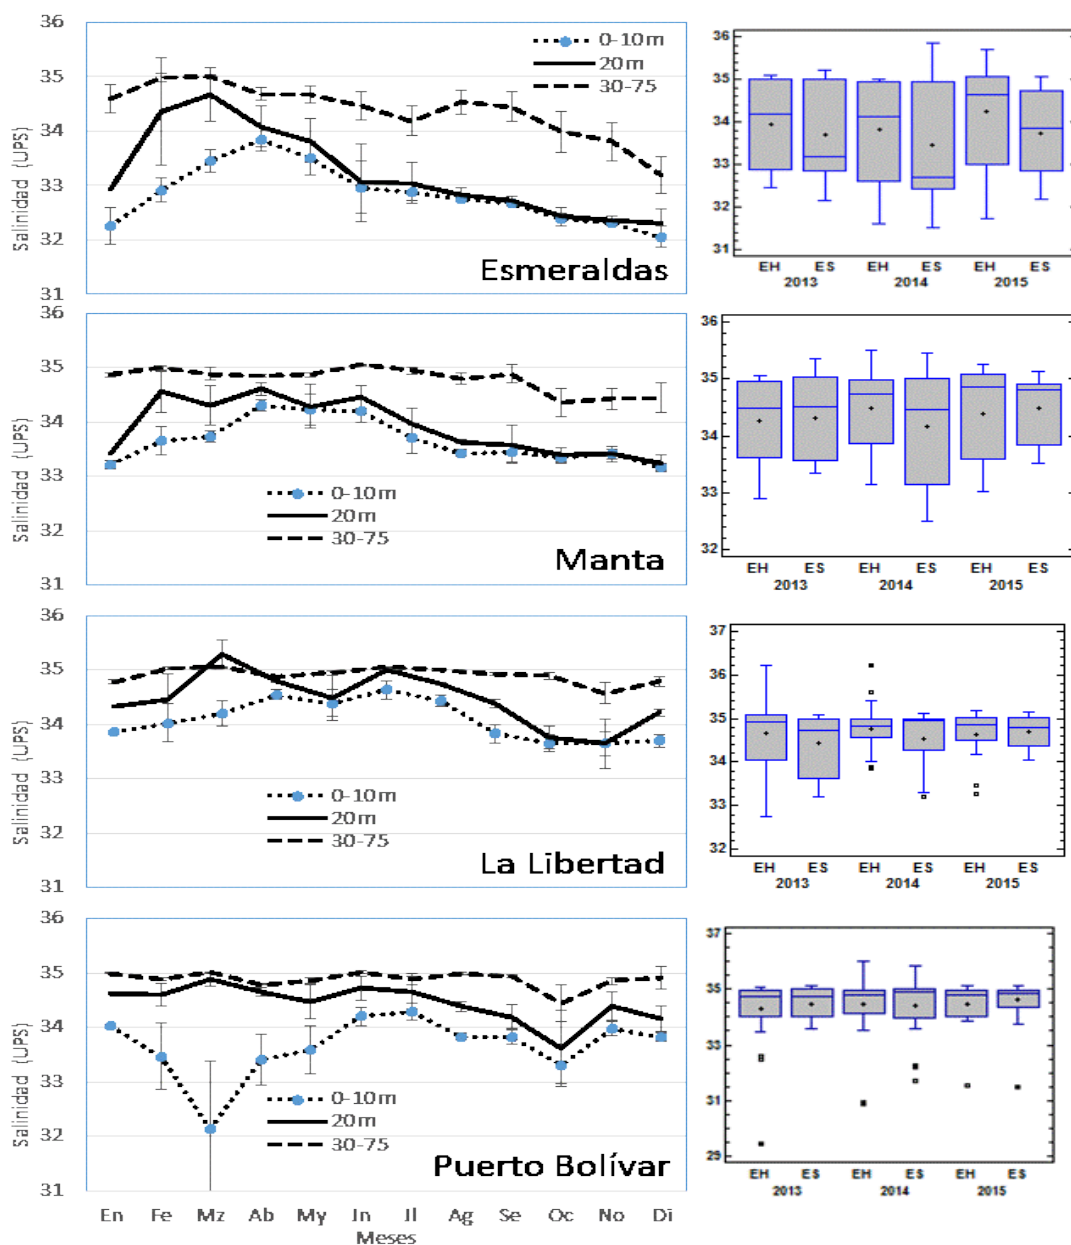 36
35
34
33
32
31
Salinidad (UPS)
0-10m
20m
30-75
Esmeraldas
36
35
34
33
32
31
EH ES EH ES EH ES
2013 2014 2015
36
35
34
33
32
31
Salinidad (UPS)
0-10m
20m
30-75
Manta
36
35
34
33
32
EH ES EH ES EH ES
2013 2014 2015
36
35
34
33
32
31
Salinidad (UPS)
0-10m
20m
30-75
La Libertad
37
36
35
34
33
32
EH ES EH ES EH ES
2013 2014 2015
36
35
34
33
32
31
Salinidad (UPS)
0-10m
20m
30-75
Puerto Bolívar
En Fe Mz Ab My Jn Jl Ag Se Oc No Di
Meses
37
35
33
31
29
EH ES EH ES EH ES
2013 2014 2015